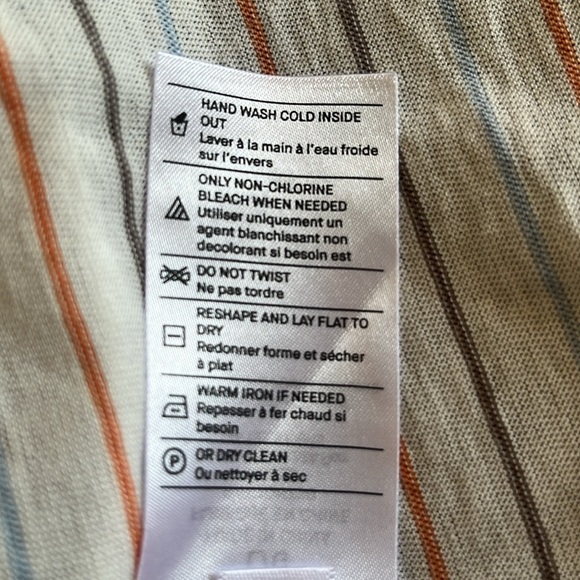 HAND WASH COLD INSIDE
OUT
Laver à la main à l'eau froide
sur l'envers
ONLY NON-CHLORINE
BLEACH WHEN NEEDED
Utiliser uniquement un
agent blanchissant non
decolorant si besoin est
DO NOT TWIST
Ne pas tordre
RESHAPE AND LAY FLAT TO
DRY
Redonner forme et sécher
à plat
WARM IRON IF NEEDED
Repasser à fer chaud si
besoin
P OR DRY CLEAN
Ou nettoyer à sec